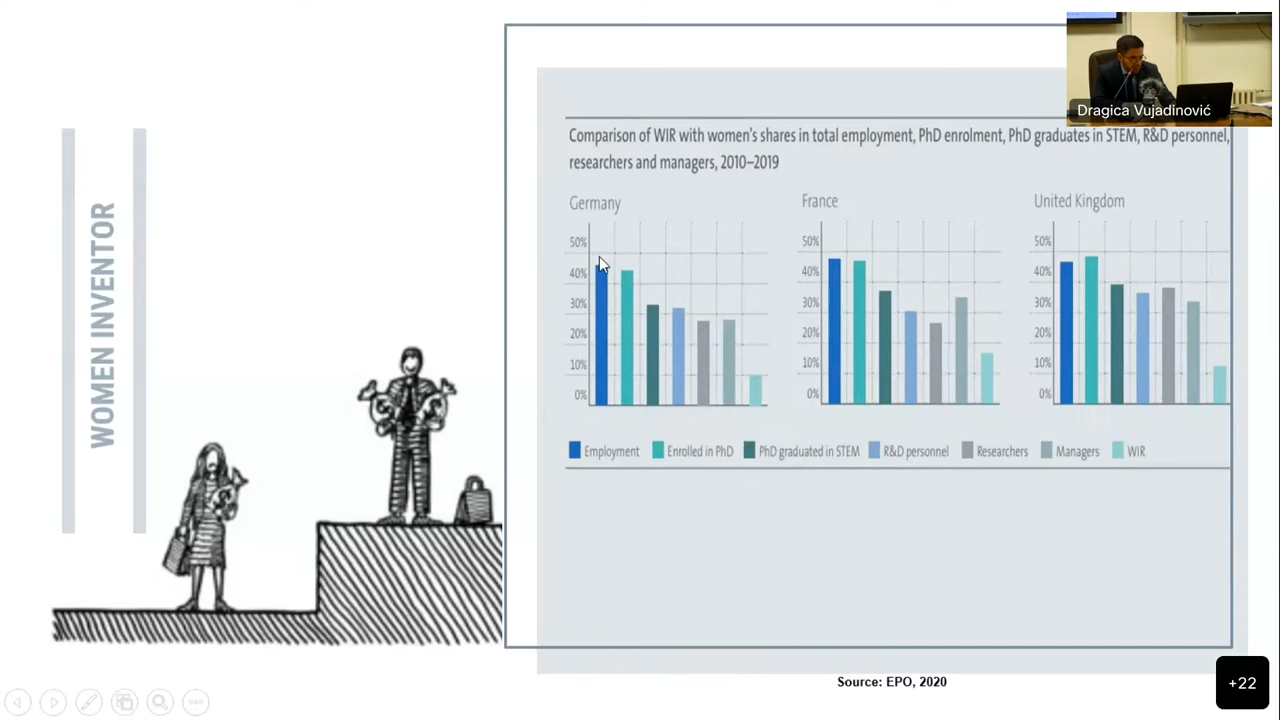 WOMEN INVENTOR
Dragica Vujadinović
Comparison of WIR with women's shares in total employment, PhD enrolment, PhD graduates in STEM, R&D personnel,
researchers and managers, 2010–2019
Germany
50%
40%
30%
20%
10%
0%
France
50%
40%
30%
20%
10%
0%
United Kingdom
50%
40%
30%
20%
10%
0%
Employment Enrolled in PhD PhD graduated in STEM R&D personnel Researchers Managers WIR
Source: EPO, 2020
+22